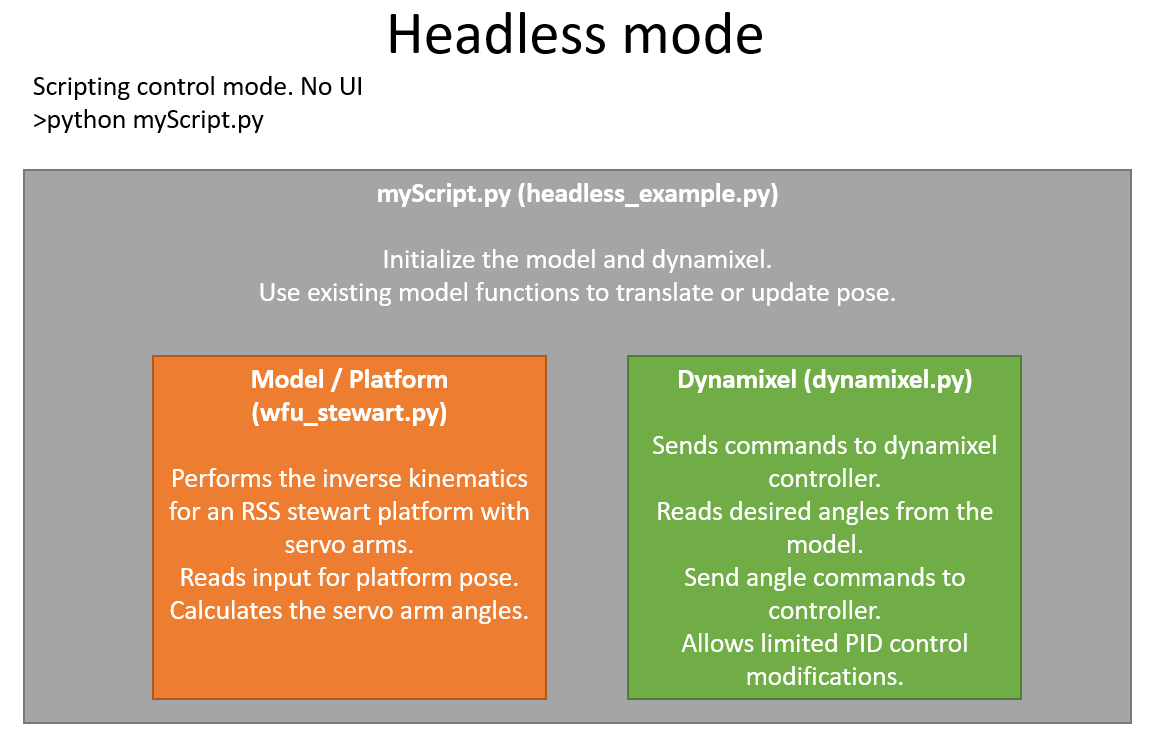 Headless mode
Scripting control mode. No UI
>python myScript.py
myScript.py (headless_example.py)
Initialize the model and dynamixel.
Use existing model functions to translate or update pose.
Model / Platform
(wfu_stewart.py)
Performs the inverse kinematics
for an RSS stewart platform with
servo arms.
Reads input for platform pose.
Calculates the servo arm angles.
Dynamixel (dynamixel.py)
Sends commands to dynamixel
controller.
Reads desired angles from the
model.
Send angle commands to
controller.
Allows limited PID control
modifications.